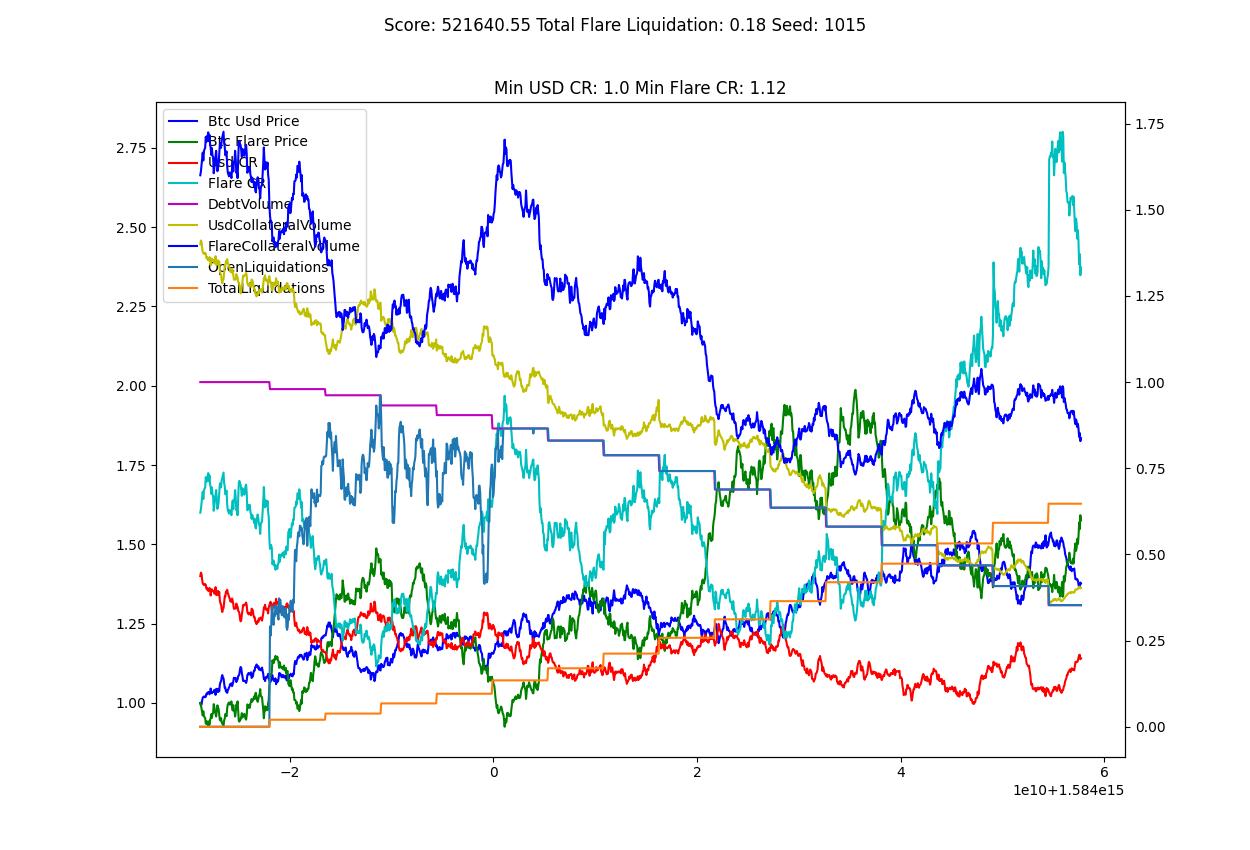 Score: 521640.55 Total Flare Liquidation: 0.18 Seed: 1015
Min USD CR: 1.0 Min Flare CR: 1.12
Btc Usd Price
Btc Flare Price
Usd CR
Flare CR
DebtVolume
UsdCollateralVolume
FlareCollateralVolume
OpenLiquidations
TotalLiquidations
2.75
2.50
2.25
2.00
1.75
1.50
1.25
1.00
1.75
1.50
1.25
1.00
0.75
0.50
0.25
0.00
−2
0
2
4
6
1e10+1.584e15